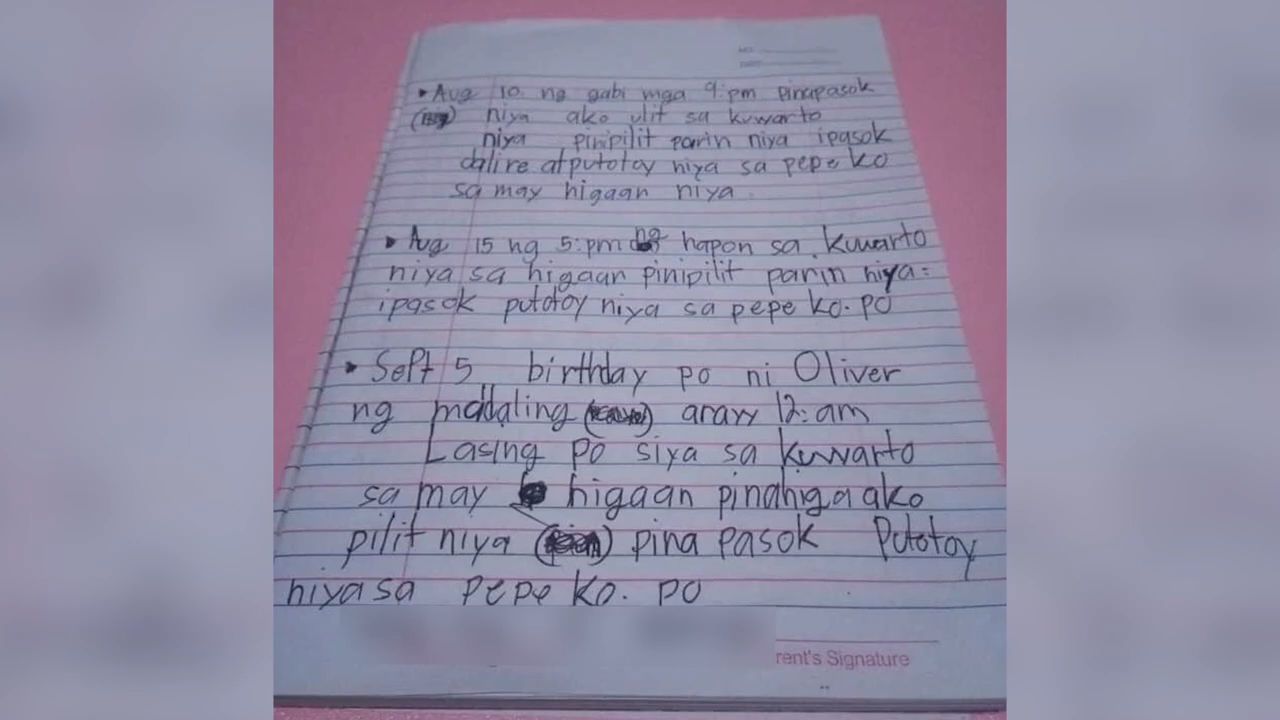 • Aug 10 ng gabi mga 9:pm pinapasok
niya ako ulit sa kuwarto
niya pinipilit parin niya ipasok
dalire at putotoy niya sa pepe ko
sa may higaan niya.
• Aug 15 ng 5:pm ng hapon sa kuwarto
niya sa higaan pinipilit parin niya
ipasok putotoy niya sa pepe ko. po
• Sept 5 birthday po ni Oliver
ng madaling araw 12:am
Lasing po siya sa kuwarto
sa may higaan pinahiga ako
pilit niya pina pasok Putotoy
niya sa pepe ko. po
rent's Signature